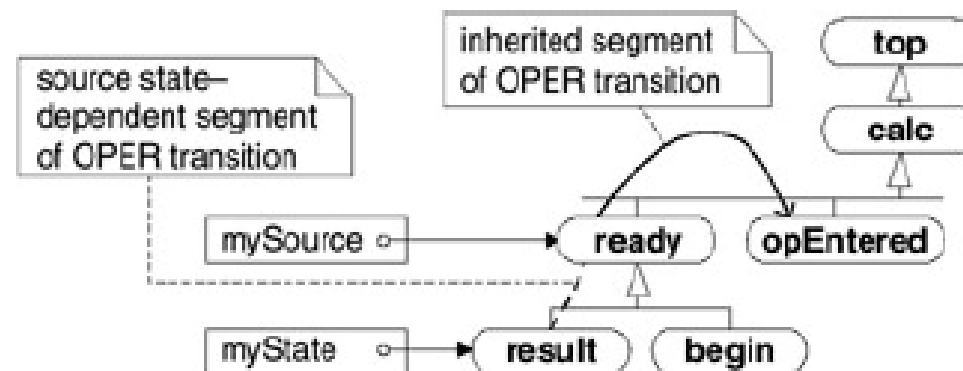 inherited segment
of OPER transition
top
source state–
dependent segment
of OPER transition
calc
mySource
ready
opEntered
myState
result
begin